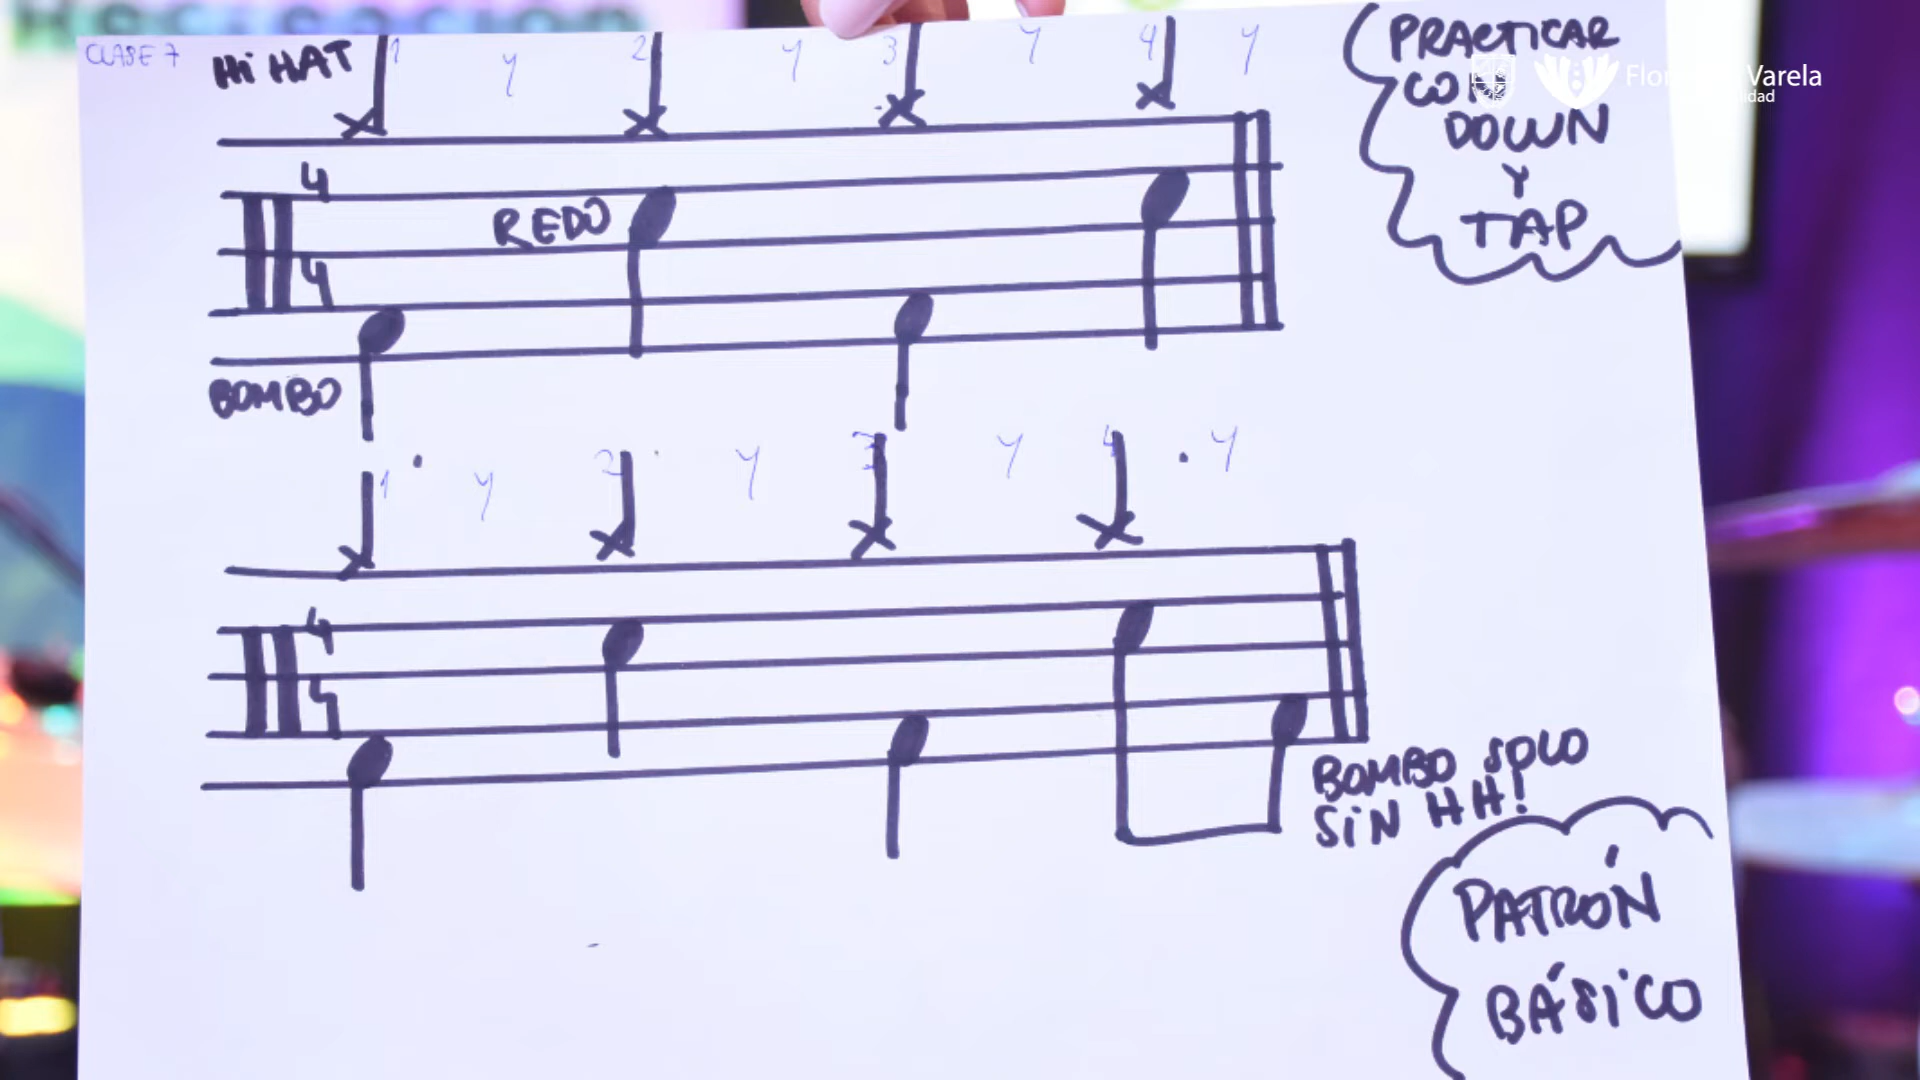 CLASE 7
Hi HAT
1 y 2 y 3 y 4 y
PRACTICAR
DOWN
Y
TAP
Varela
4
4
REDO
BOMBO
1 y 2 y 3 y 4 y
4
4
BOMBO SOLO
SiN HH!
PATRÓN
BÁSiCO